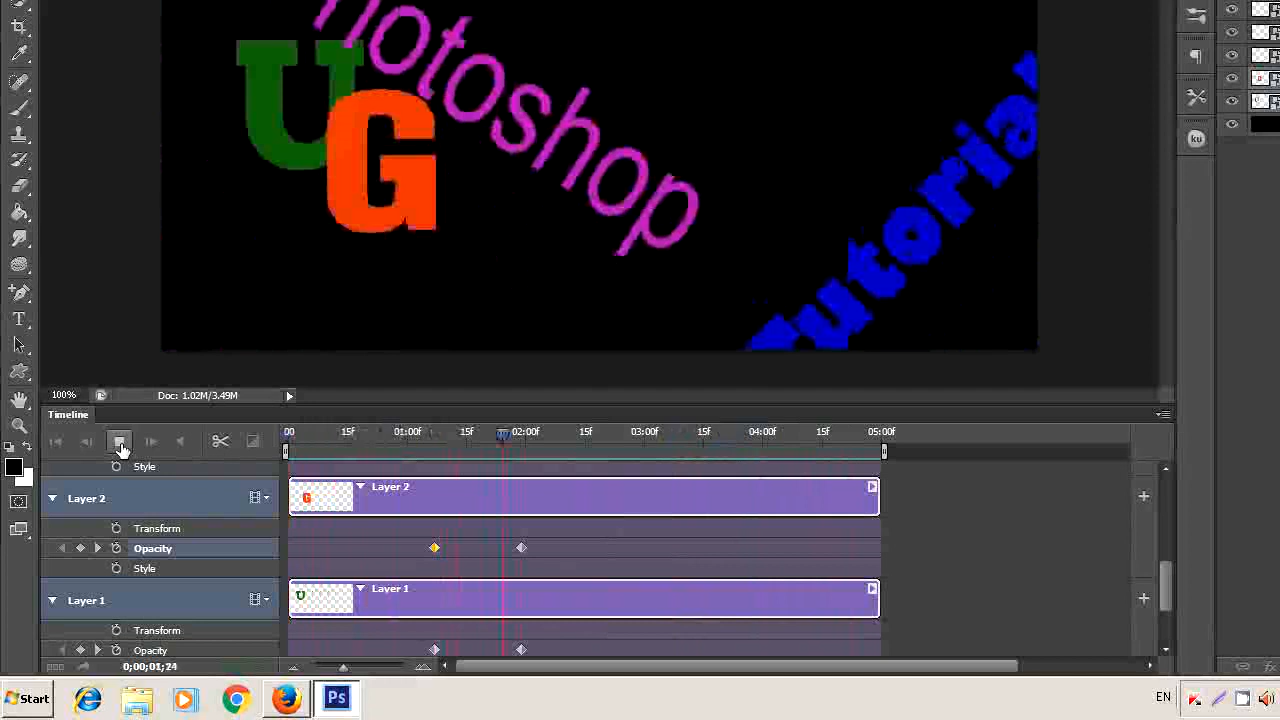 hotoshop
U
G
Tutorial
100%
Doc: 1.02M/3.49M
Timeline
00 15f 01:00f 15f 02:00f 15f 03:00f 15f 04:00f 15f 05:00f
Style
Layer 2
G
Layer 2
Transform
Opacity
Style
Layer 1
U
Layer 1
Transform
Opacity
0;00;01;24
ku
Start
Ps
EN